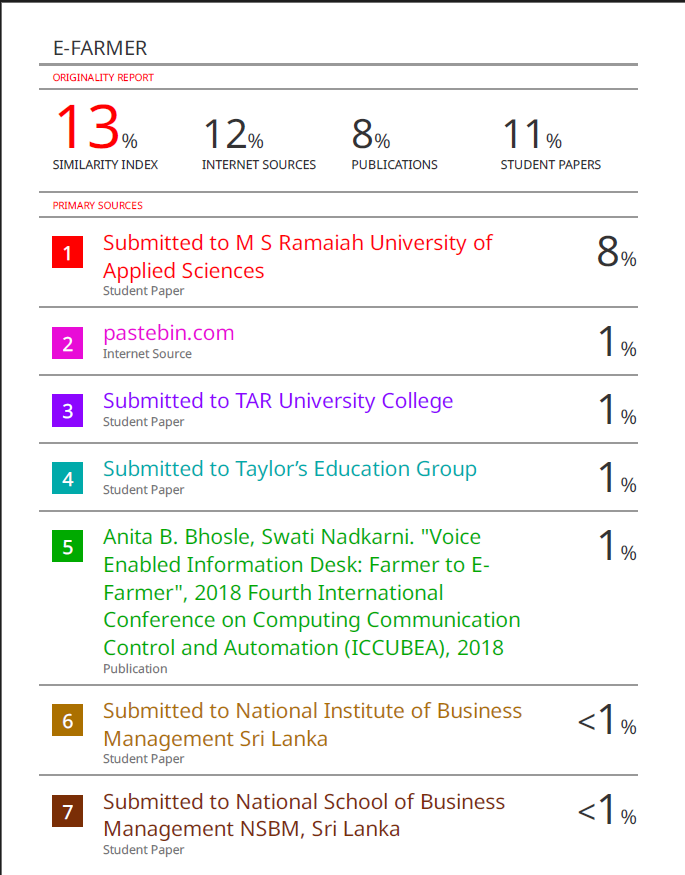 E-FARMER
ORIGINALITY REPORT
13%
SIMILARITY INDEX
12%
INTERNET SOURCES
8%
PUBLICATIONS
11%
STUDENT PAPERS
PRIMARY SOURCES
1
Submitted to M S Ramaiah University of
Applied Sciences
Student Paper
8%
2
pastebin.com
Internet Source
1%
3
Submitted to TAR University College
Student Paper
1%
4
Submitted to Taylor’s Education Group
Student Paper
1%
5
Anita B. Bhosle, Swati Nadkarni. "Voice
Enabled Information Desk: Farmer to E-
Farmer", 2018 Fourth International
Conference on Computing Communication
Control and Automation (ICCUBEA), 2018
Publication
1%
6
Submitted to National Institute of Business
Management Sri Lanka
Student Paper
<1%
7
Submitted to National School of Business
Management NSBM, Sri Lanka
Student Paper
<1%